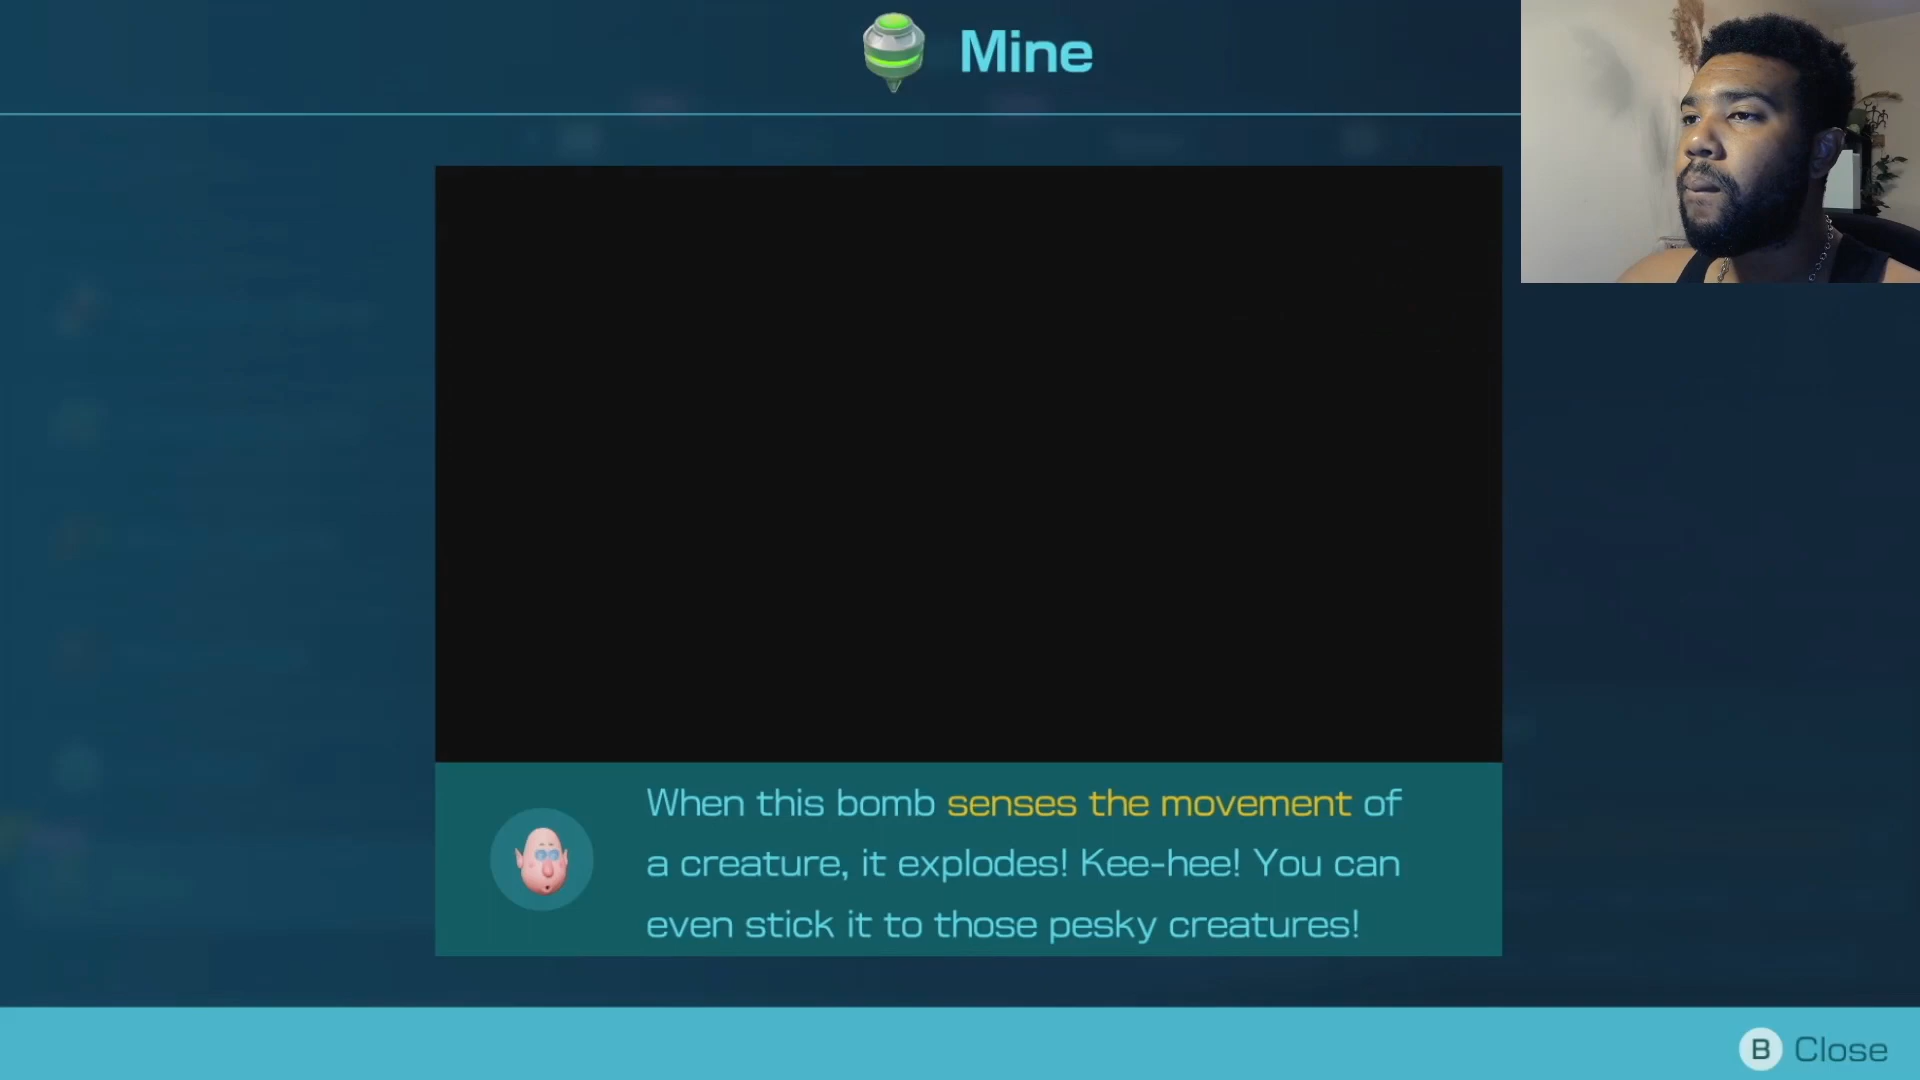 Mine
When this bomb senses the movement of
a creature, it explodes! Kee-hee! You can
even stick it to those pesky creatures!
B Close